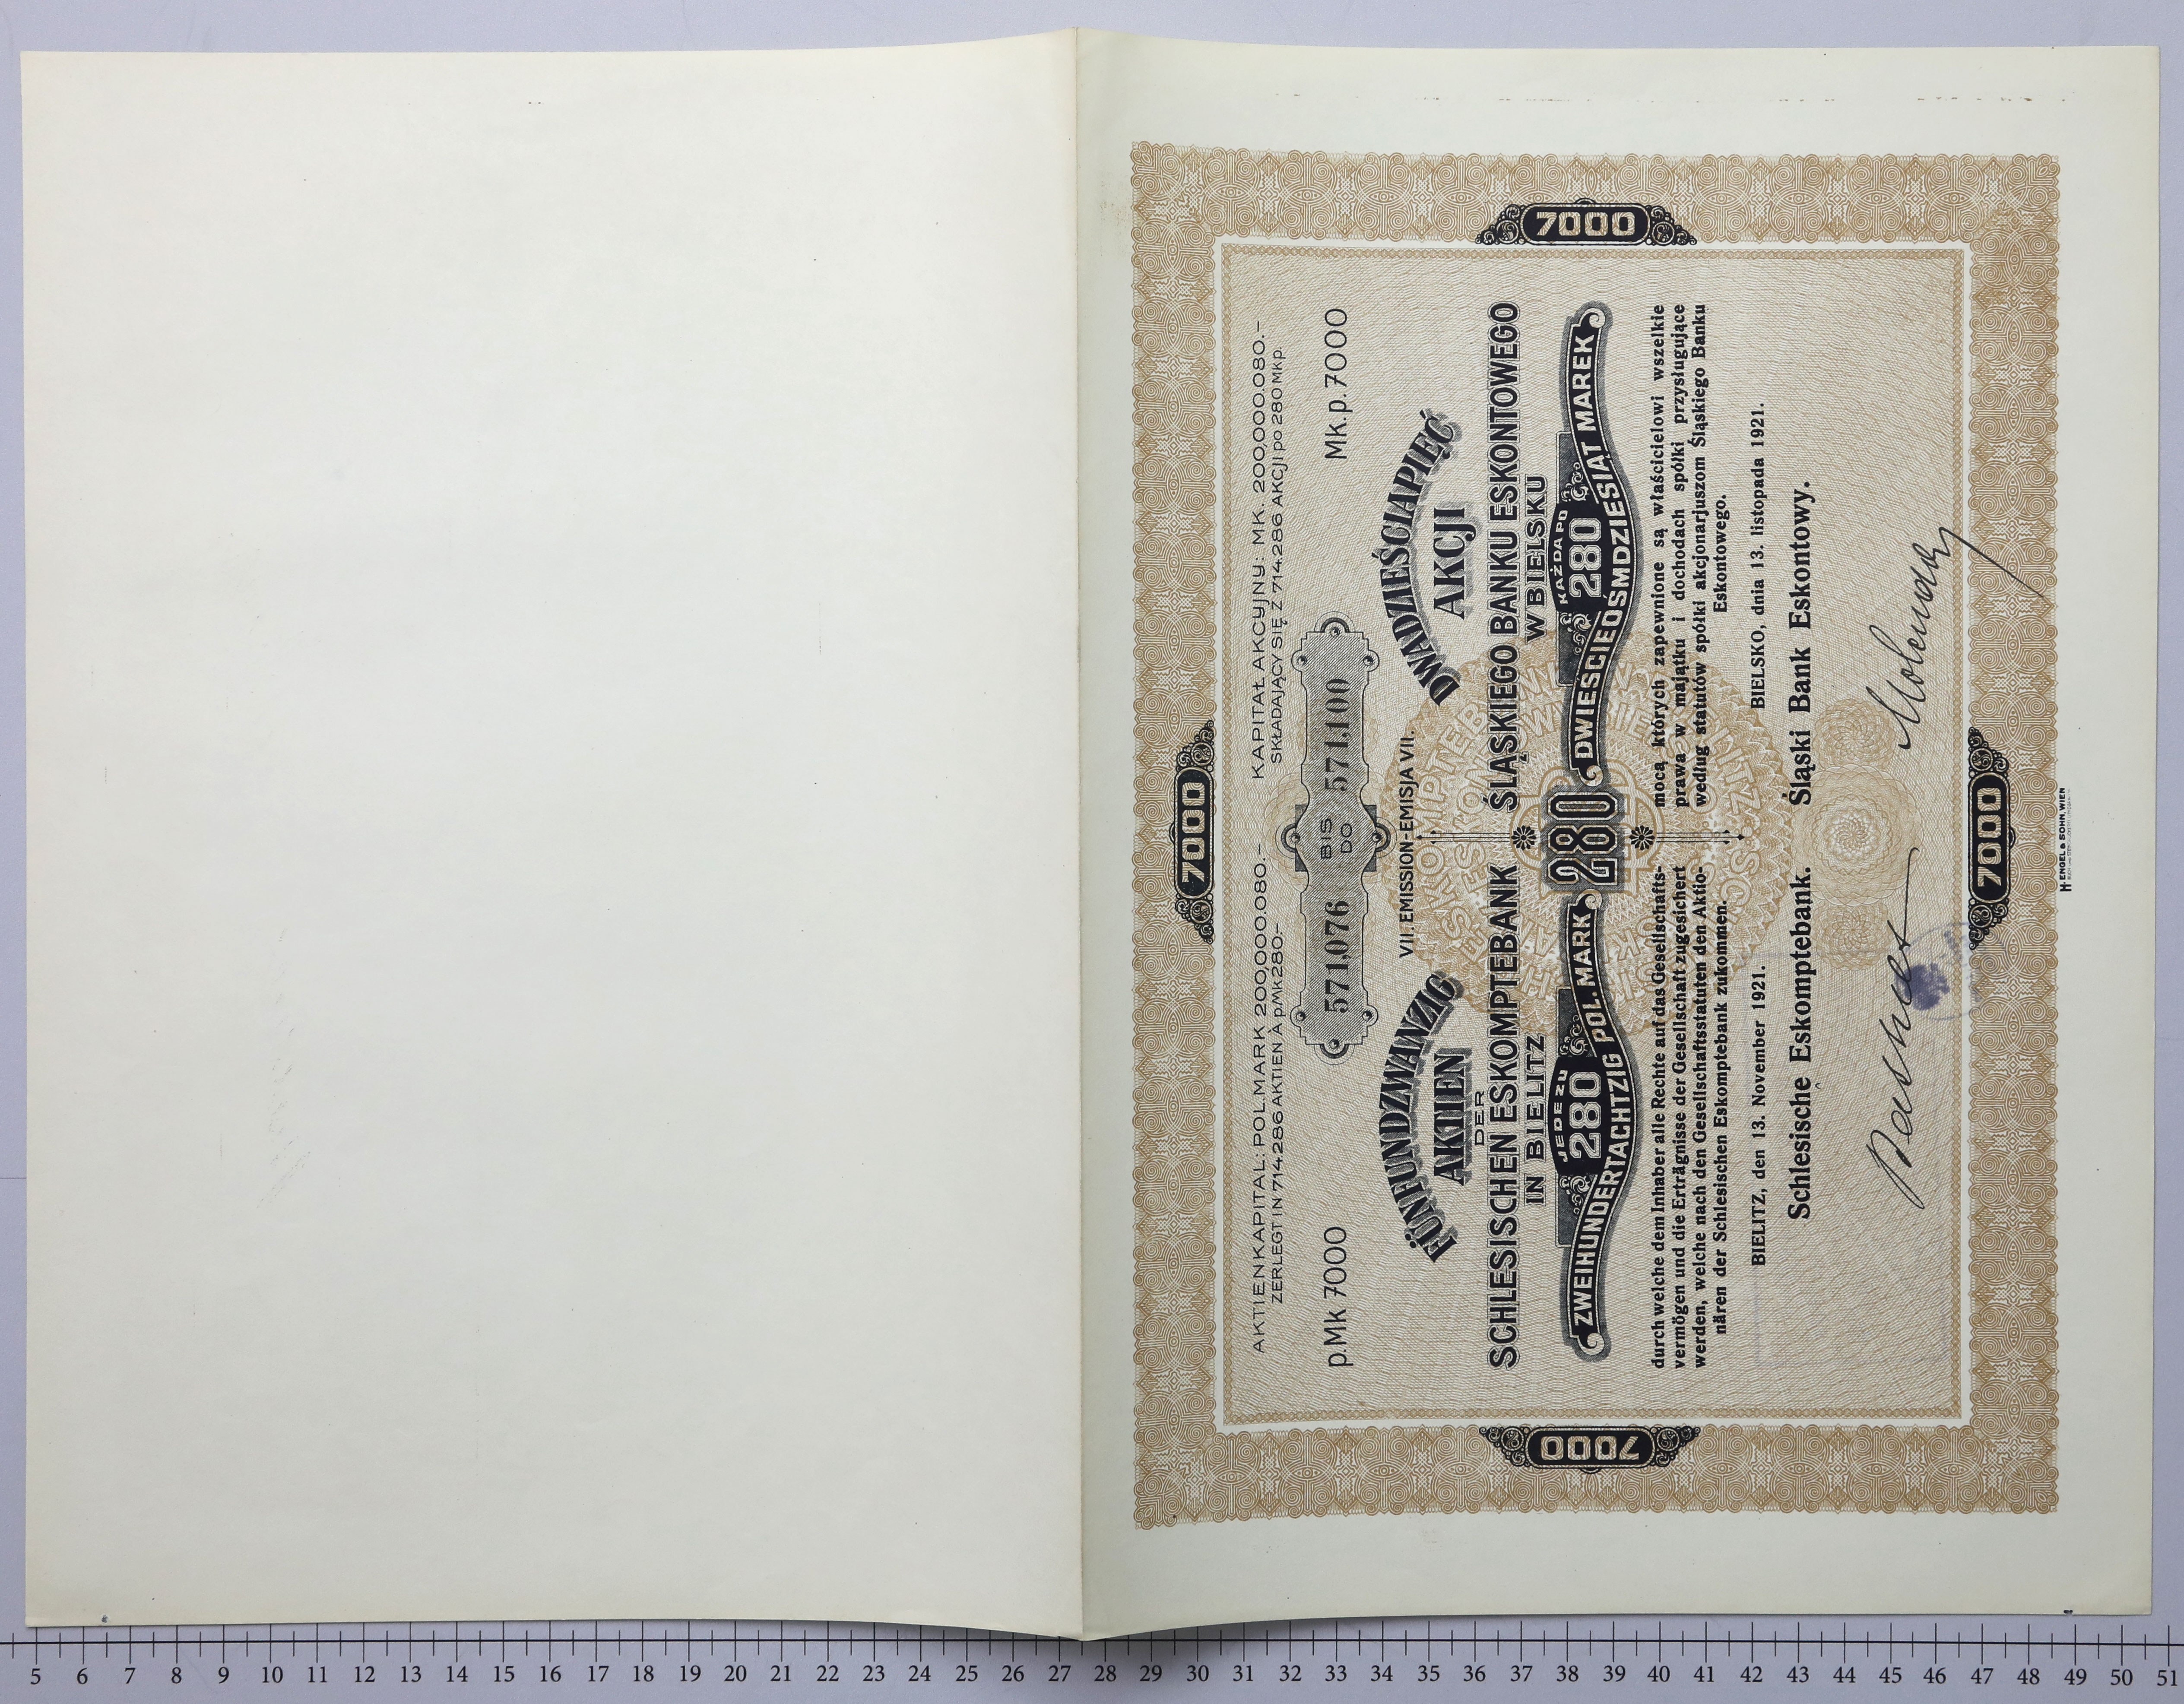 7000
AKTIENKAPITAL: POL.MARK 200,000.080.–
ZERLEGT IN 714.286 AKTIEN À pMk 280.–
KAPITAŁ AKCYJNY: MK. 200,000.080.–
SKŁADAJĄCY SIĘ Z 714.286 AKCJI po 280 MKp.
p.Mk 7000
571,076 BIS DO 571,100
Mk.p. 7000
VII. EMISSION-EMISJA VII.
FÜNFUNDZWANZIG
AKTIEN
DER
SCHLESISCHEN ESKOMPTEBANK
IN BIELITZ
JEDE ZU
280
ZWEIHUNDERTACHTZIG POL. MARK
DWADZIEŚCIAPIĘĆ
AKCJI
ŚLĄSKIEGO BANKU ESKONTOWEGO
W BIELSKU
KAŻDA PO
280
DWIEŚCIEOŚMDZIESIĄT MAREK
280
durch welche dem Inhaber alle Rechte auf das Gesellschafts-
vermögen und die Erträgnisse der Gesellschaft zugesichert
werden, welche nach den Gesellschaftsstatuten den Aktio-
nären der Schlesischen Eskomptebank zukommen.
BIELITZ, den 13. November 1921.
Schlesische Eskomptebank.
mocą których zapewnione są właścicielowi wszelkie
prawa w majątku i dochodach spółki przysługujące
według statutów spółki akcjonarjuszom Śląskiego Banku
Eskontowego.
BIELSKO, dnia 13. listopada 1921.
Śląski Bank Eskontowy.
7000
7000
7000
H. ENGEL & SOHN, WIEN
5 6 7 8 9 10 11 12 13 14 15 16 17 18 19 20 21 22 23 24 25 26 27 28 29 30 31 32 33 34 35 36 37 38 39 40 41 42 43 44 45 46 47 48 49 50 51